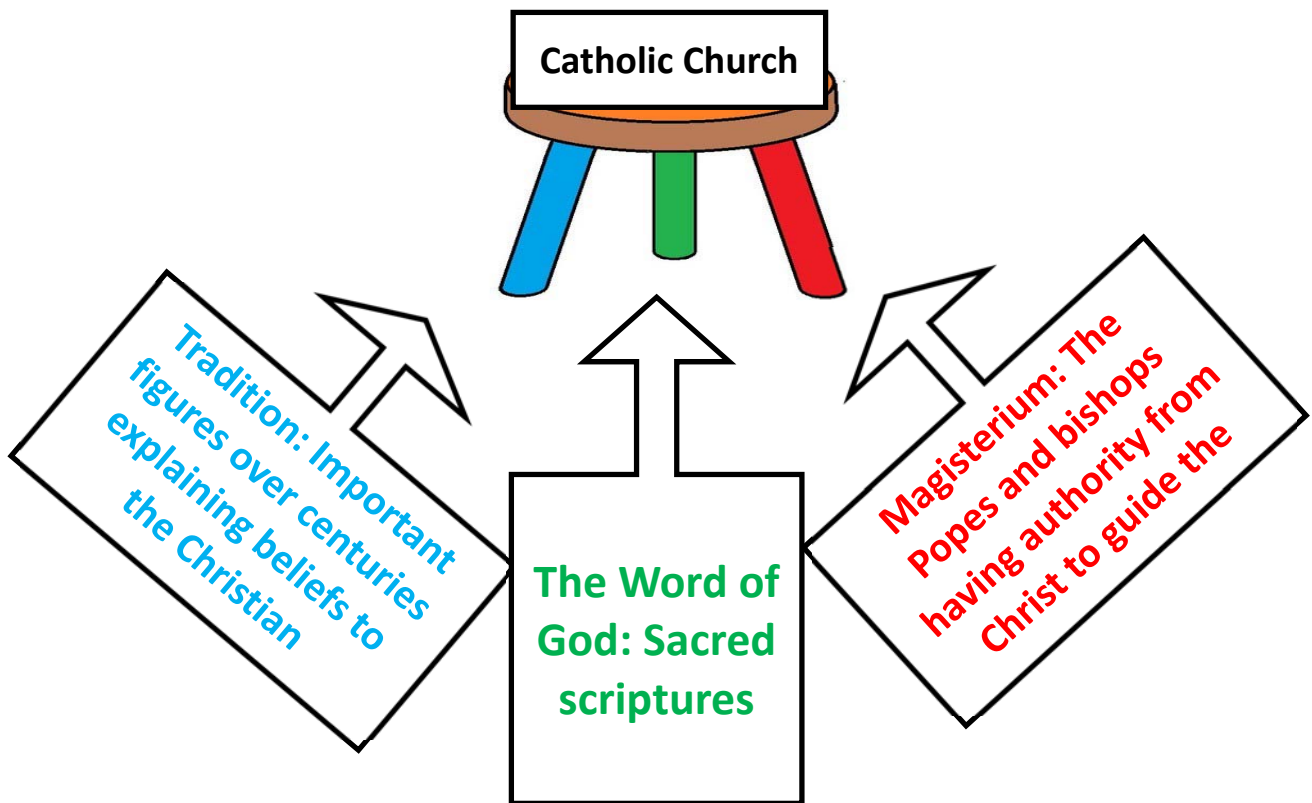 Catholic Church
Tradition: Important
figures over centuries
explaining beliefs to
the Christian
The Word of
God: Sacred
scriptures
Magisterium: The
Popes and bishops
having authority from
Christ to guide the